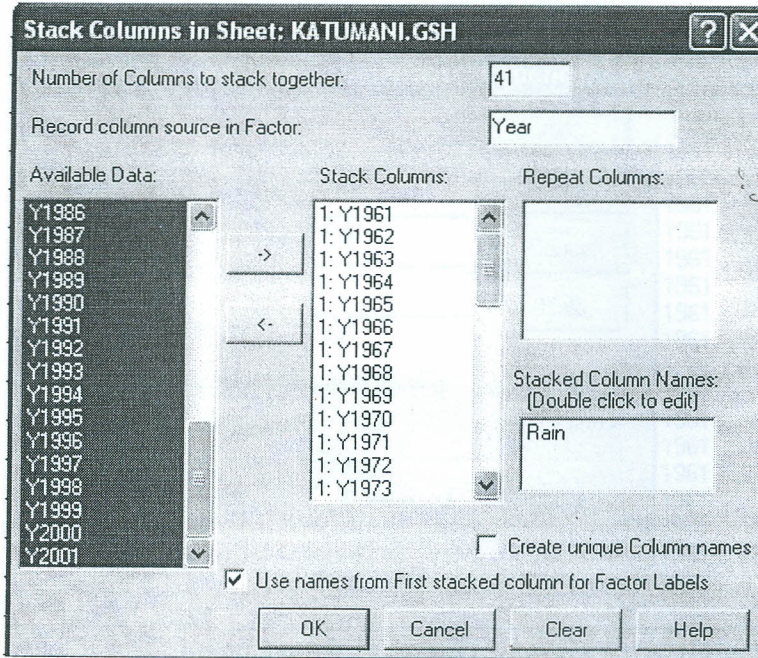 Stack Columns in Sheet: KATUMANI.GSH
Number of Columns to stack together: 41
Record column source in Factor: Year
Available Data:
Y1986
Y1987
Y1988
Y1989
Y1990
Y1991
Y1992
Y1993
Y1994
Y1995
Y1996
Y1997
Y1998
Y1999
Y2000
Y2001
->
<-
Stack Columns:
1: Y1961
1: Y1962
1: Y1963
1: Y1964
1: Y1965
1: Y1966
1: Y1967
1: Y1968
1: Y1969
1: Y1970
1: Y1971
1: Y1972
1: Y1973
Repeat Columns:
Stacked Column Names:
(Double click to edit)
Rain
Create unique Column names
Use names from First stacked column for Factor Labels
OK Cancel Clear Help